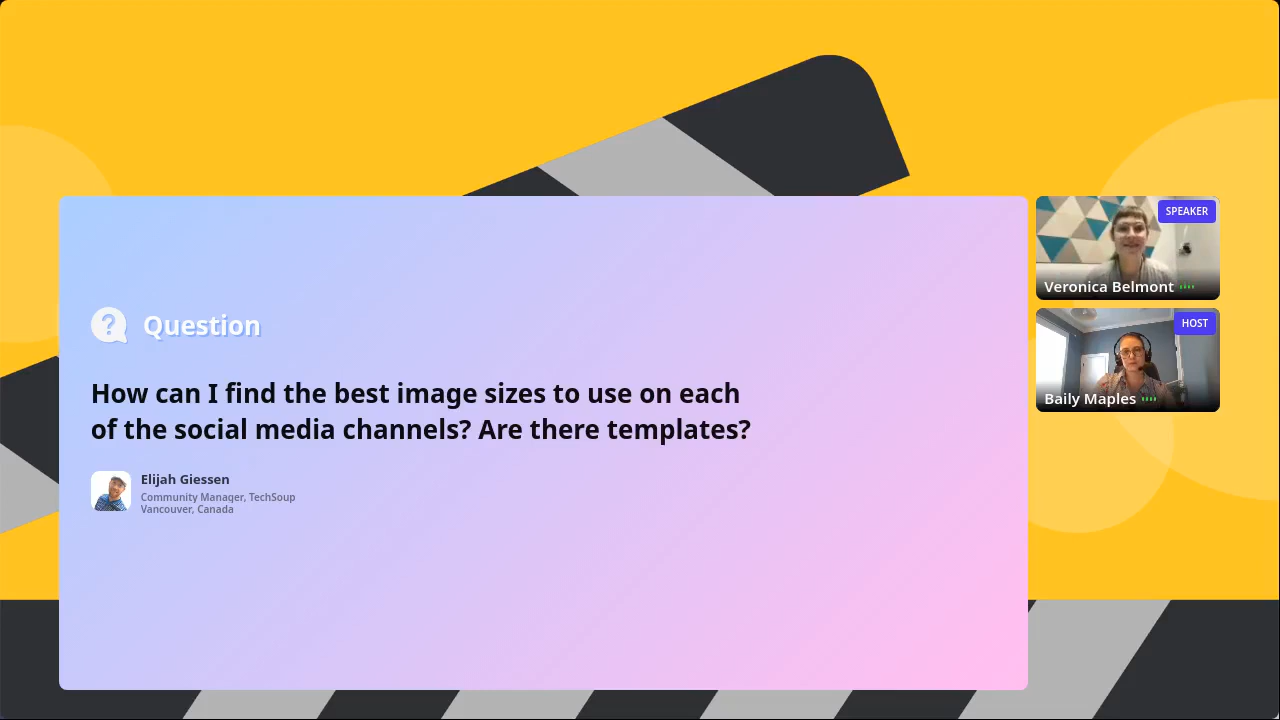 SPEAKER
Veronica Belmont
HOST
Baily Maples
Question
How can I find the best image sizes to use on each
of the social media channels? Are there templates?
Elijah Giessen
Community Manager, TechSoup
Vancouver, Canada